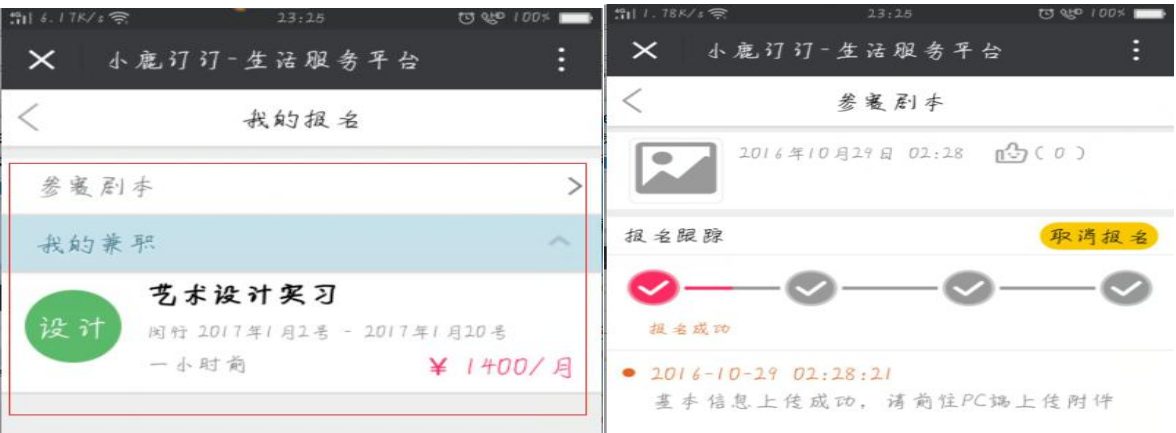 6.17K/s
23:25
100%
小鹿订订-生活服务平台
我的报名
参赛剧本
我的兼职
设计
艺术设计实习
闵行 2017年1月2号 - 2017年1月20号
一小时前
¥ 1400/月
1.78K/s
23:25
100%
小鹿订订-生活服务平台
参赛剧本
2016年10月29日 02:28
(0)
报名跟踪
取消报名
报名成功
2016-10-29 02:28:21
基本信息上传成功，请前往PC端上传附件